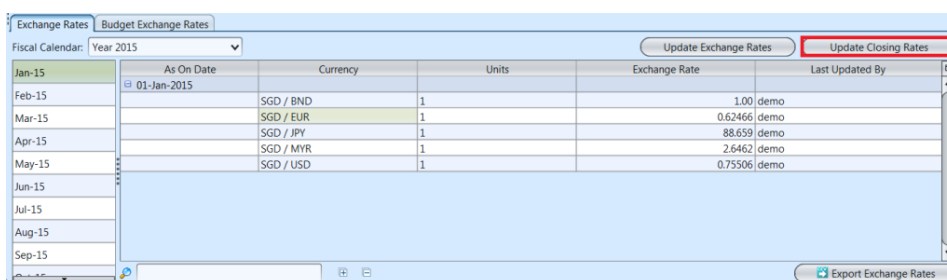 Exchange Rates Budget Exchange Rates
Fiscal Calendar: Year 2015 Update Exchange Rates Update Closing Rates
Jan-15 As On Date Currency Units Exchange Rate Last Updated By
01-Jan-2015
Feb-15 SGD / BND 1 1.00 demo
Mar-15 SGD / EUR 1 0.62466 demo
SGD / JPY 1 88.659 demo
Apr-15 SGD / MYR 1 2.6462 demo
May-15 SGD / USD 1 0.75506 demo
Jun-15
Jul-15
Aug-15
Sep-15
Export Exchange Rates